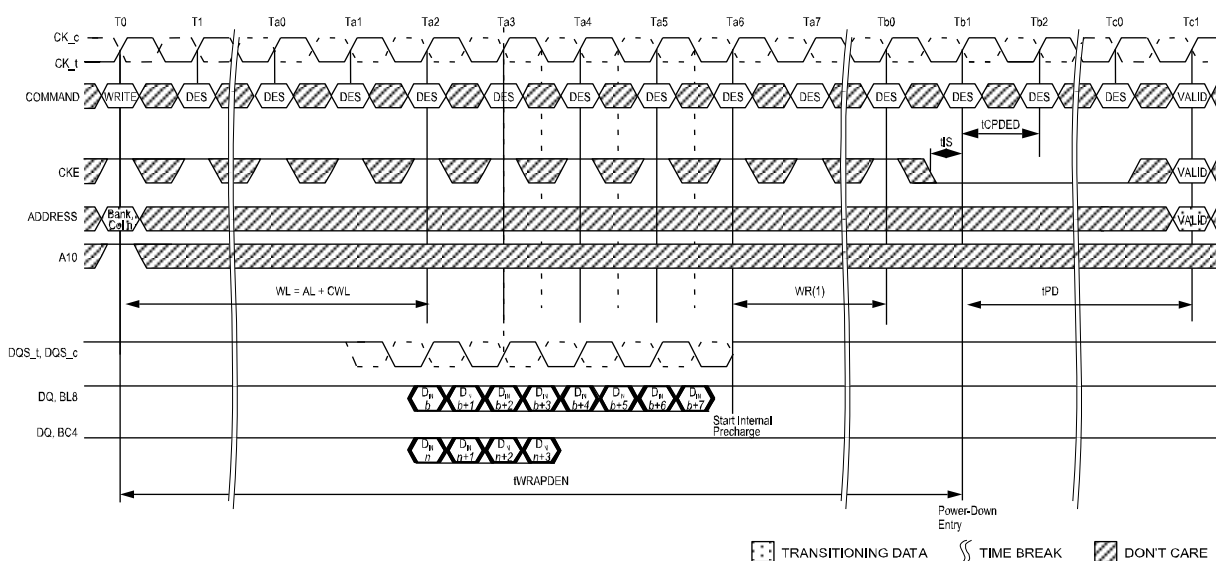 T0 T1 Ta0 Ta1 Ta2 Ta3 Ta4 Ta5 Ta6 Ta7 Tb0 Tb1 Tb2 Tc0 Tc1
CK_c
CK_t
COMMAND WRITE DES DES DES DES DES DES DES DES DES DES DES DES DES VALID
tCPDED
tIS
CKE VALID
ADDRESS Bank, Col n VALID
A10
WL = AL + CWL WR(1) tPD
DQS_t, DQS_c
DQ, BL8 DIN b DIN b+1 DIN b+2 DIN b+3 DIN b+4 DIN b+5 DIN b+6 DIN b+7
Start Internal
Precharge
DQ, BC4 DIN n DIN n+1 DIN n+2 DIN n+3
tWRAPDEN
Power-Down
Entry
TRANSITIONING DATA TIME BREAK DON'T CARE